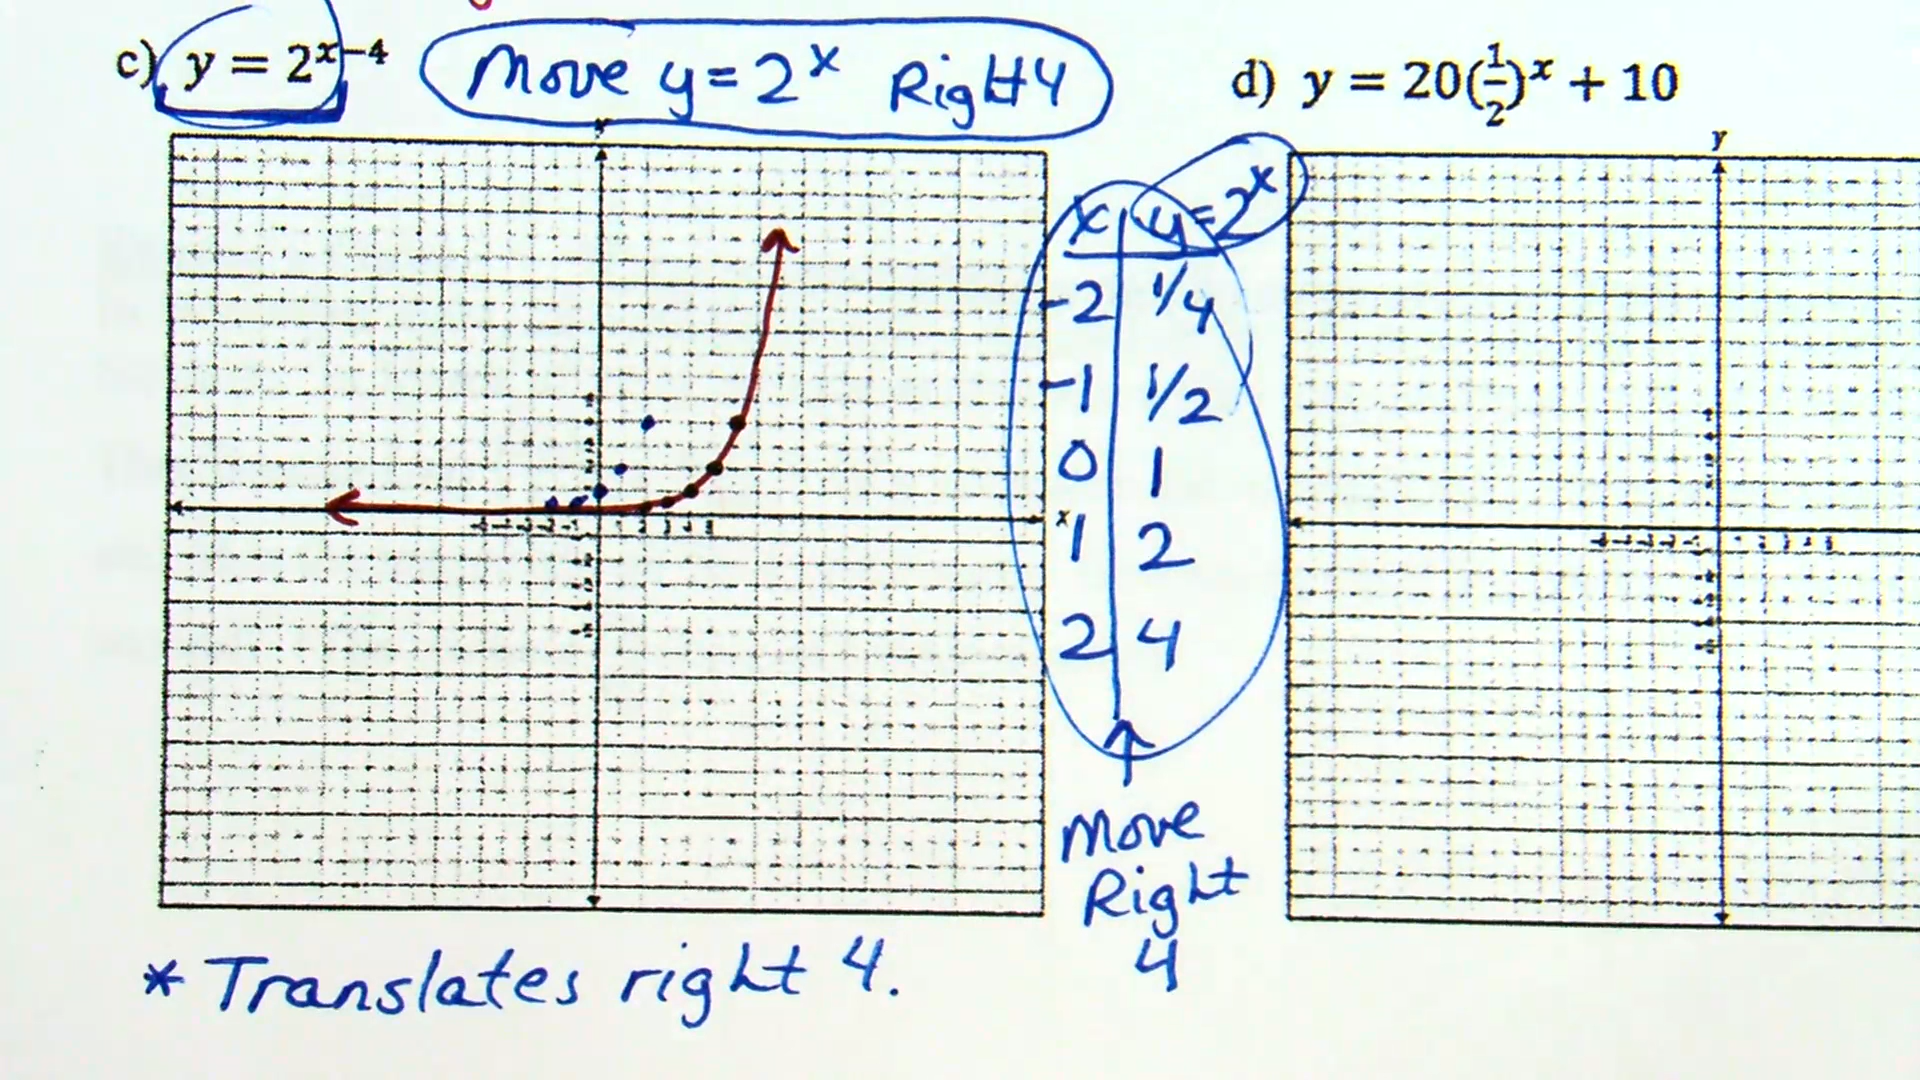 c) y = 2^{x-4}
Move y=2^x Right 4
d) y = 20(1/2)^x + 10
y
x | y=2^x
-2 | 1/4
-1 | 1/2
0 | 1
x
1 | 2
2 | 4
Move
Right
4
* Translates right 4.